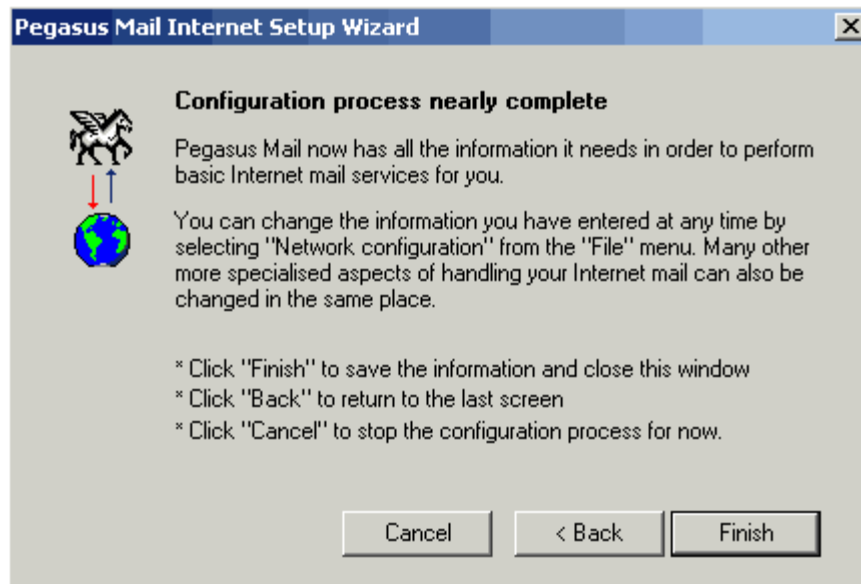 Pegasus Mail Internet Setup Wizard
Configuration process nearly complete
Pegasus Mail now has all the information it needs in order to perform
basic Internet mail services for you.
You can change the information you have entered at any time by
selecting "Network configuration" from the "File" menu. Many other
more specialised aspects of handling your Internet mail can also be
changed in the same place.
* Click "Finish" to save the information and close this window
* Click "Back" to return to the last screen
* Click "Cancel" to stop the configuration process for now.
Cancel
< Back
Finish